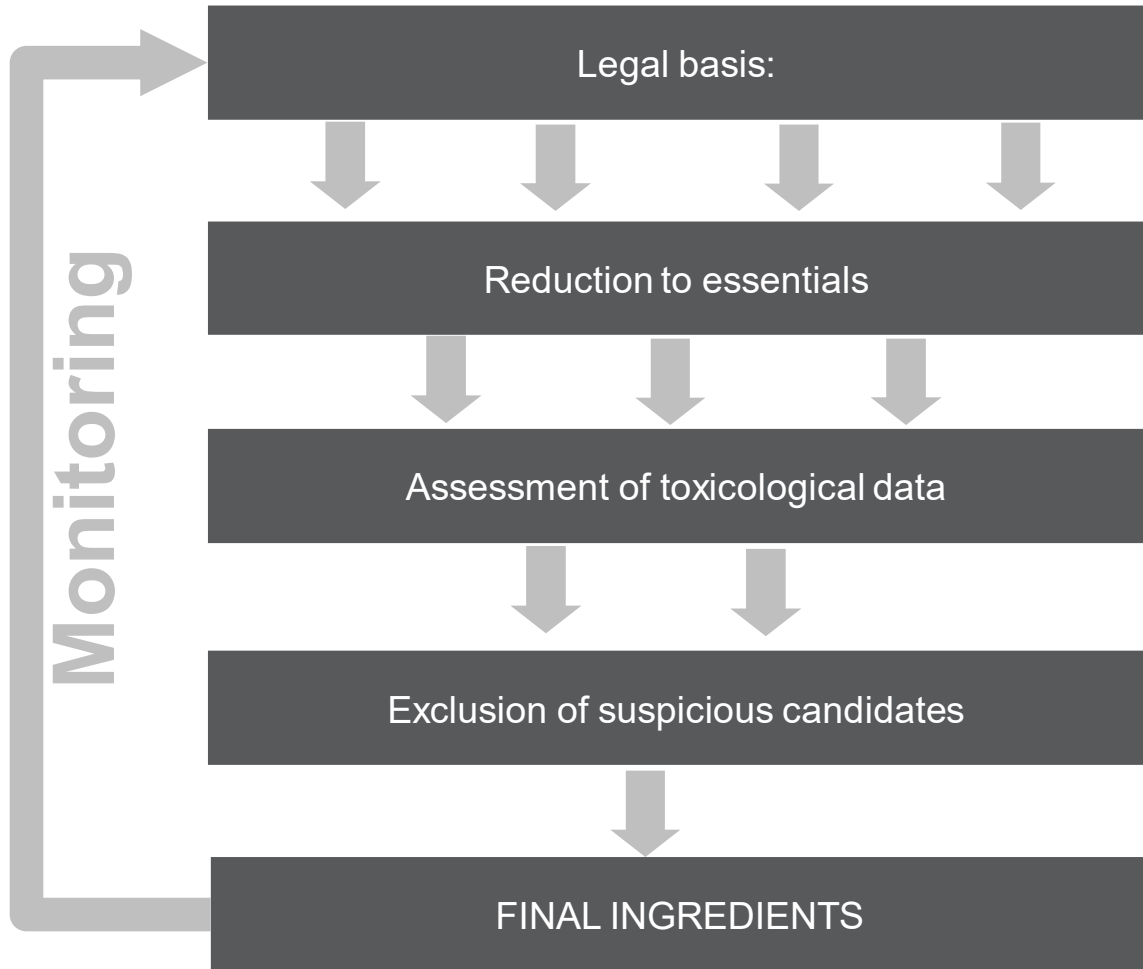 Legal basis:
Reduction to essentials
Monitoring
Assessment of toxicological data
Exclusion of suspicious candidates
FINAL INGREDIENTS